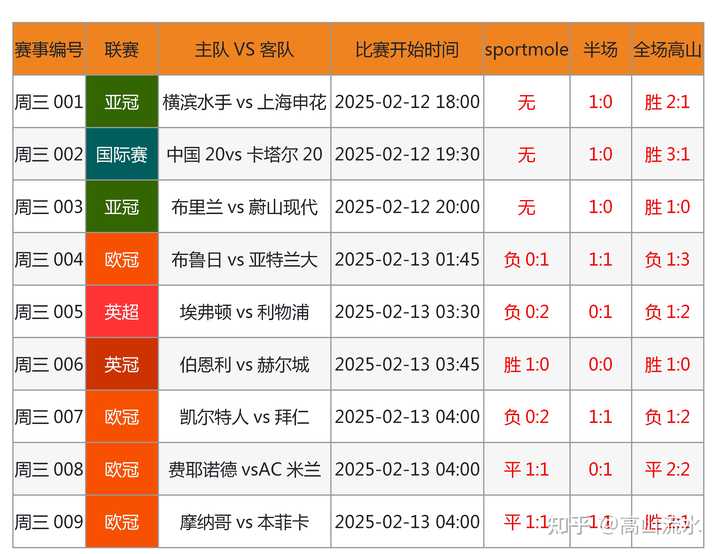 赛事编号 联赛 主队 VS 客队 比赛开始时间 sportmole 半场 全场高山
周三 001 亚冠 横滨水手 vs 上海申花 2025-02-12 18:00 无 1:0 胜 2:1
周三 002 国际赛 中国 20vs 卡塔尔 20 2025-02-12 19:30 无 1:0 胜 3:1
周三 003 亚冠 布里兰 vs 蔚山现代 2025-02-12 20:00 无 1:0 胜 1:0
周三 004 欧冠 布鲁日 vs 亚特兰大 2025-02-13 01:45 负 0:1 1:1 负 1:3
周三 005 英超 埃弗顿 vs 利物浦 2025-02-13 03:30 负 0:2 0:1 负 1:2
周三 006 英冠 伯恩利 vs 赫尔城 2025-02-13 03:45 胜 1:0 0:0 胜 1:0
周三 007 欧冠 凯尔特人 vs 拜仁 2025-02-13 04:00 负 0:2 1:1 负 1:2
周三 008 欧冠 费耶诺德 vsAC 米兰 2025-02-13 04:00 平 1:1 0:1 平 2:2
周三 009 欧冠 摩纳哥 vs 本菲卡 2025-02-13 04:00 平 1:1 1:1 胜
知乎 @高山流水